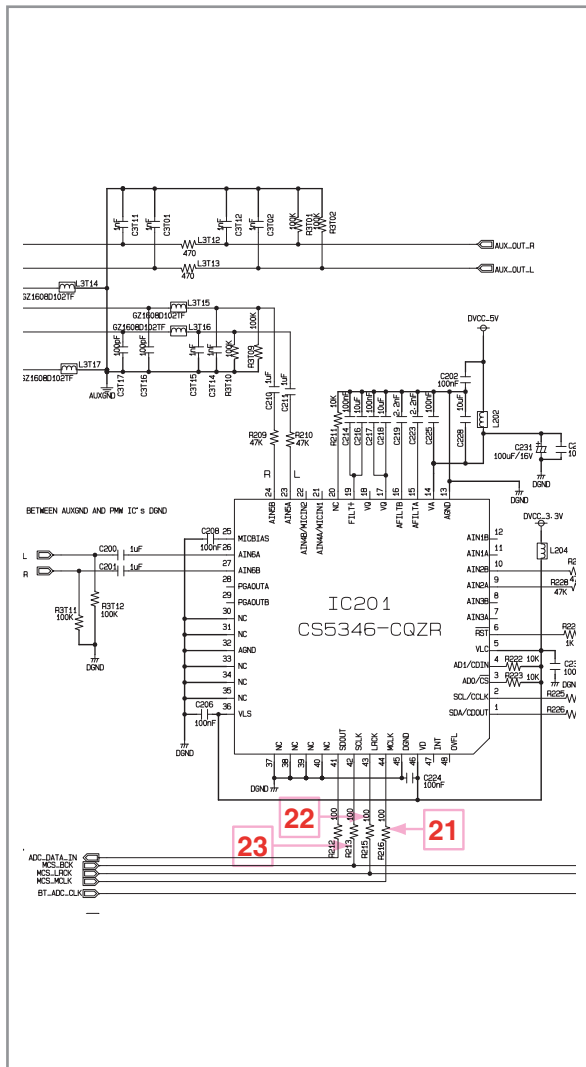 1nF
C3T11
1nF
C3T01
1nF
C3T12
1nF
C3T02
100K
R3T01
100K
R3T02
L3T12
470
AUX_OUT_R
L3T13
470
AUX_OUT_L
L3T14
GZ1608D102TF
L3T15
GZ1608D102TF
L3T16
100K
DVCC_5V
L3T17
GZ1608D102TF
AUXGND
100pF
C3T17
100pF
C3T16
1nF
C3T15
1nF
C3T14
100K
R3T10
R3T09
1uF
C210
1uF
C211
C202
100nF
L202
10K
R211
100nF
C214
10uF
C216
100nF
C217
10uF
C218
2.2nF
C219
2.2nF
C223
100nF
C225
10uF
C228
C231
100uF/16V
R209
47K
R210
47K
R L
24 23 22 21 20 19 18 17 16 15 14 13
DGND
AIN5B
AIN5A
AIN4B/MICIN2
AIN4A/MICIN1
NC
FILT+
VQ
VQ
AFILTB
AFILTA
VA
AGND
BETWEEN AUXGND AND PMW IC's DGND
DVCC_3.3V
L204
C208
100nF
25 MICBIAS
26 AIN6A
27 AIN6B
28 PGAOUTA
29 PGAOUTB
30 NC
31 NC
32 AGND
33 NC
34 NC
35 NC
36 VLS
L
C200 1uF
R
C201 1uF
R3T11
100K
R3T12
100K
DGND
C206
100nF
DGND
IC201
CS5346-CQZR
AIN1B 12
AIN1A 11
AIN2B 10
AIN2A 9
AIN3B 8
AIN3A 7
RST 6
VLC 5
AD1/CDIN 4
AD0/CS 3
SCL/CCLK 2
SDA/CDOUT 1
R228
47K
1K
R222 10K
R223 10K
R225
R226
NC
NC
NC
NC
SDOUT
SCLK
LRCK
MCLK
DGND
VD
INT
OVFL
37 38 39 40 41 42 43 44 45 46 47 48
DGND
C224
100nF
100
100
100
100
22
21
23
R212
R213
R215
R216
ADC_DATA_IN
MCS_BCK
MCS_LRCK
MCS_MCLK
BT_ADC_CLK